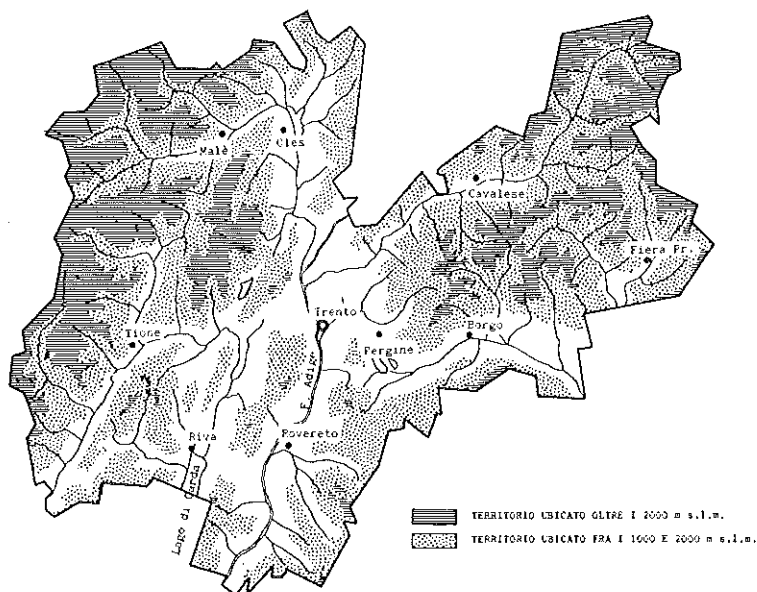 Malè
Cles
Cavalese
Fiera Pr.
Trento
Tione
Pergine
Borgo
F. Adige
Riva
Rovereto
Lago di Garda
TERRITORIO UBICATO OLTRE I 2000 m s.l.m.
TERRITORIO UBICATO FRA I 1000 E 2000 m s.l.m.